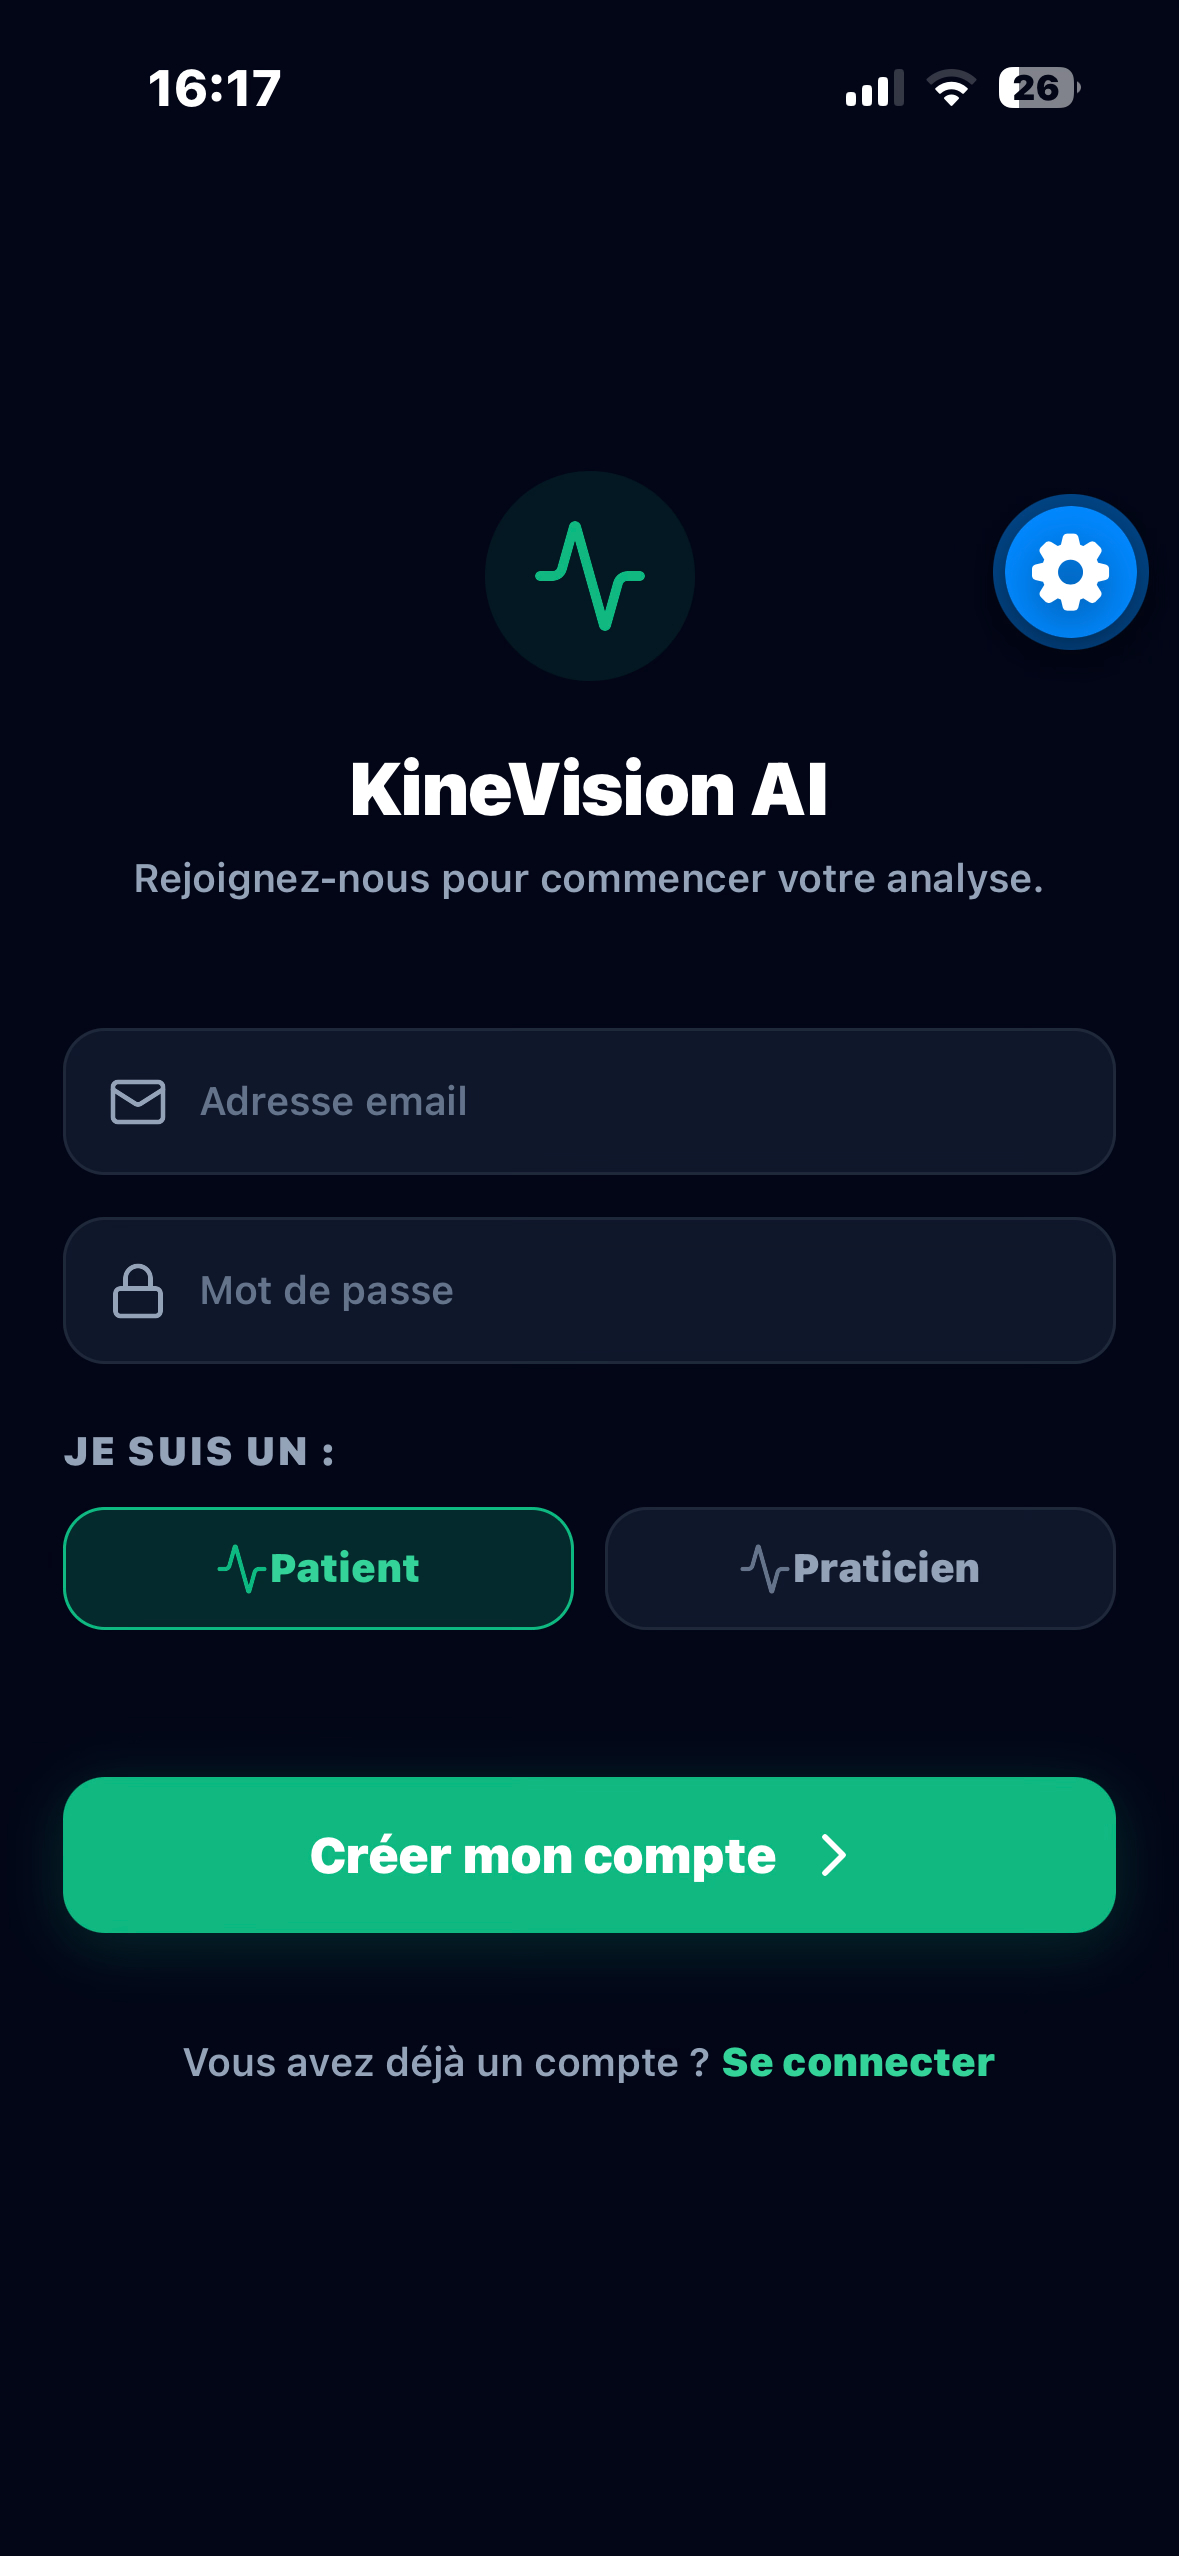 16:17
26
KineVision AI
Rejoignez-nous pour commencer votre analyse.
Adresse email
Mot de passe
JE SUIS UN :
Patient
Praticien
Créer mon compte
Vous avez déjà un compte ? Se connecter